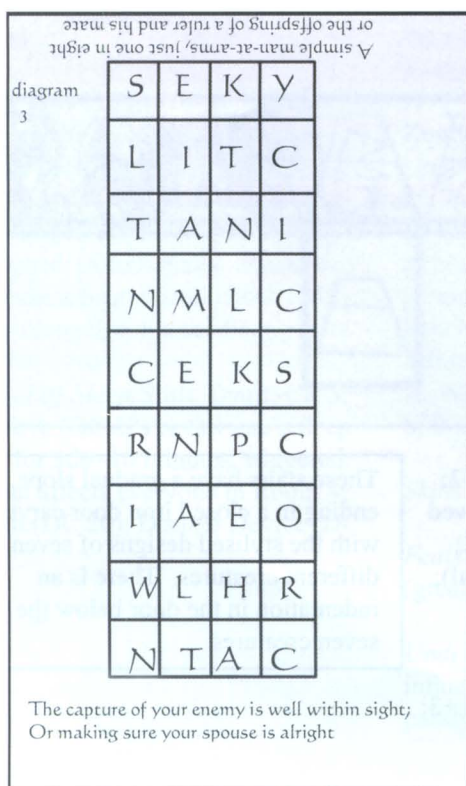 A simple man-at-arms, just one in eight
or the offspring of a ruler and his mate
diagram
3
S E K Y
L I T C
T A N I
N M L C
C E K S
R N P C
I A E I
W L H R
N T A C
The capture of your enemy is well within sight;
Or making sure your spouse is alright